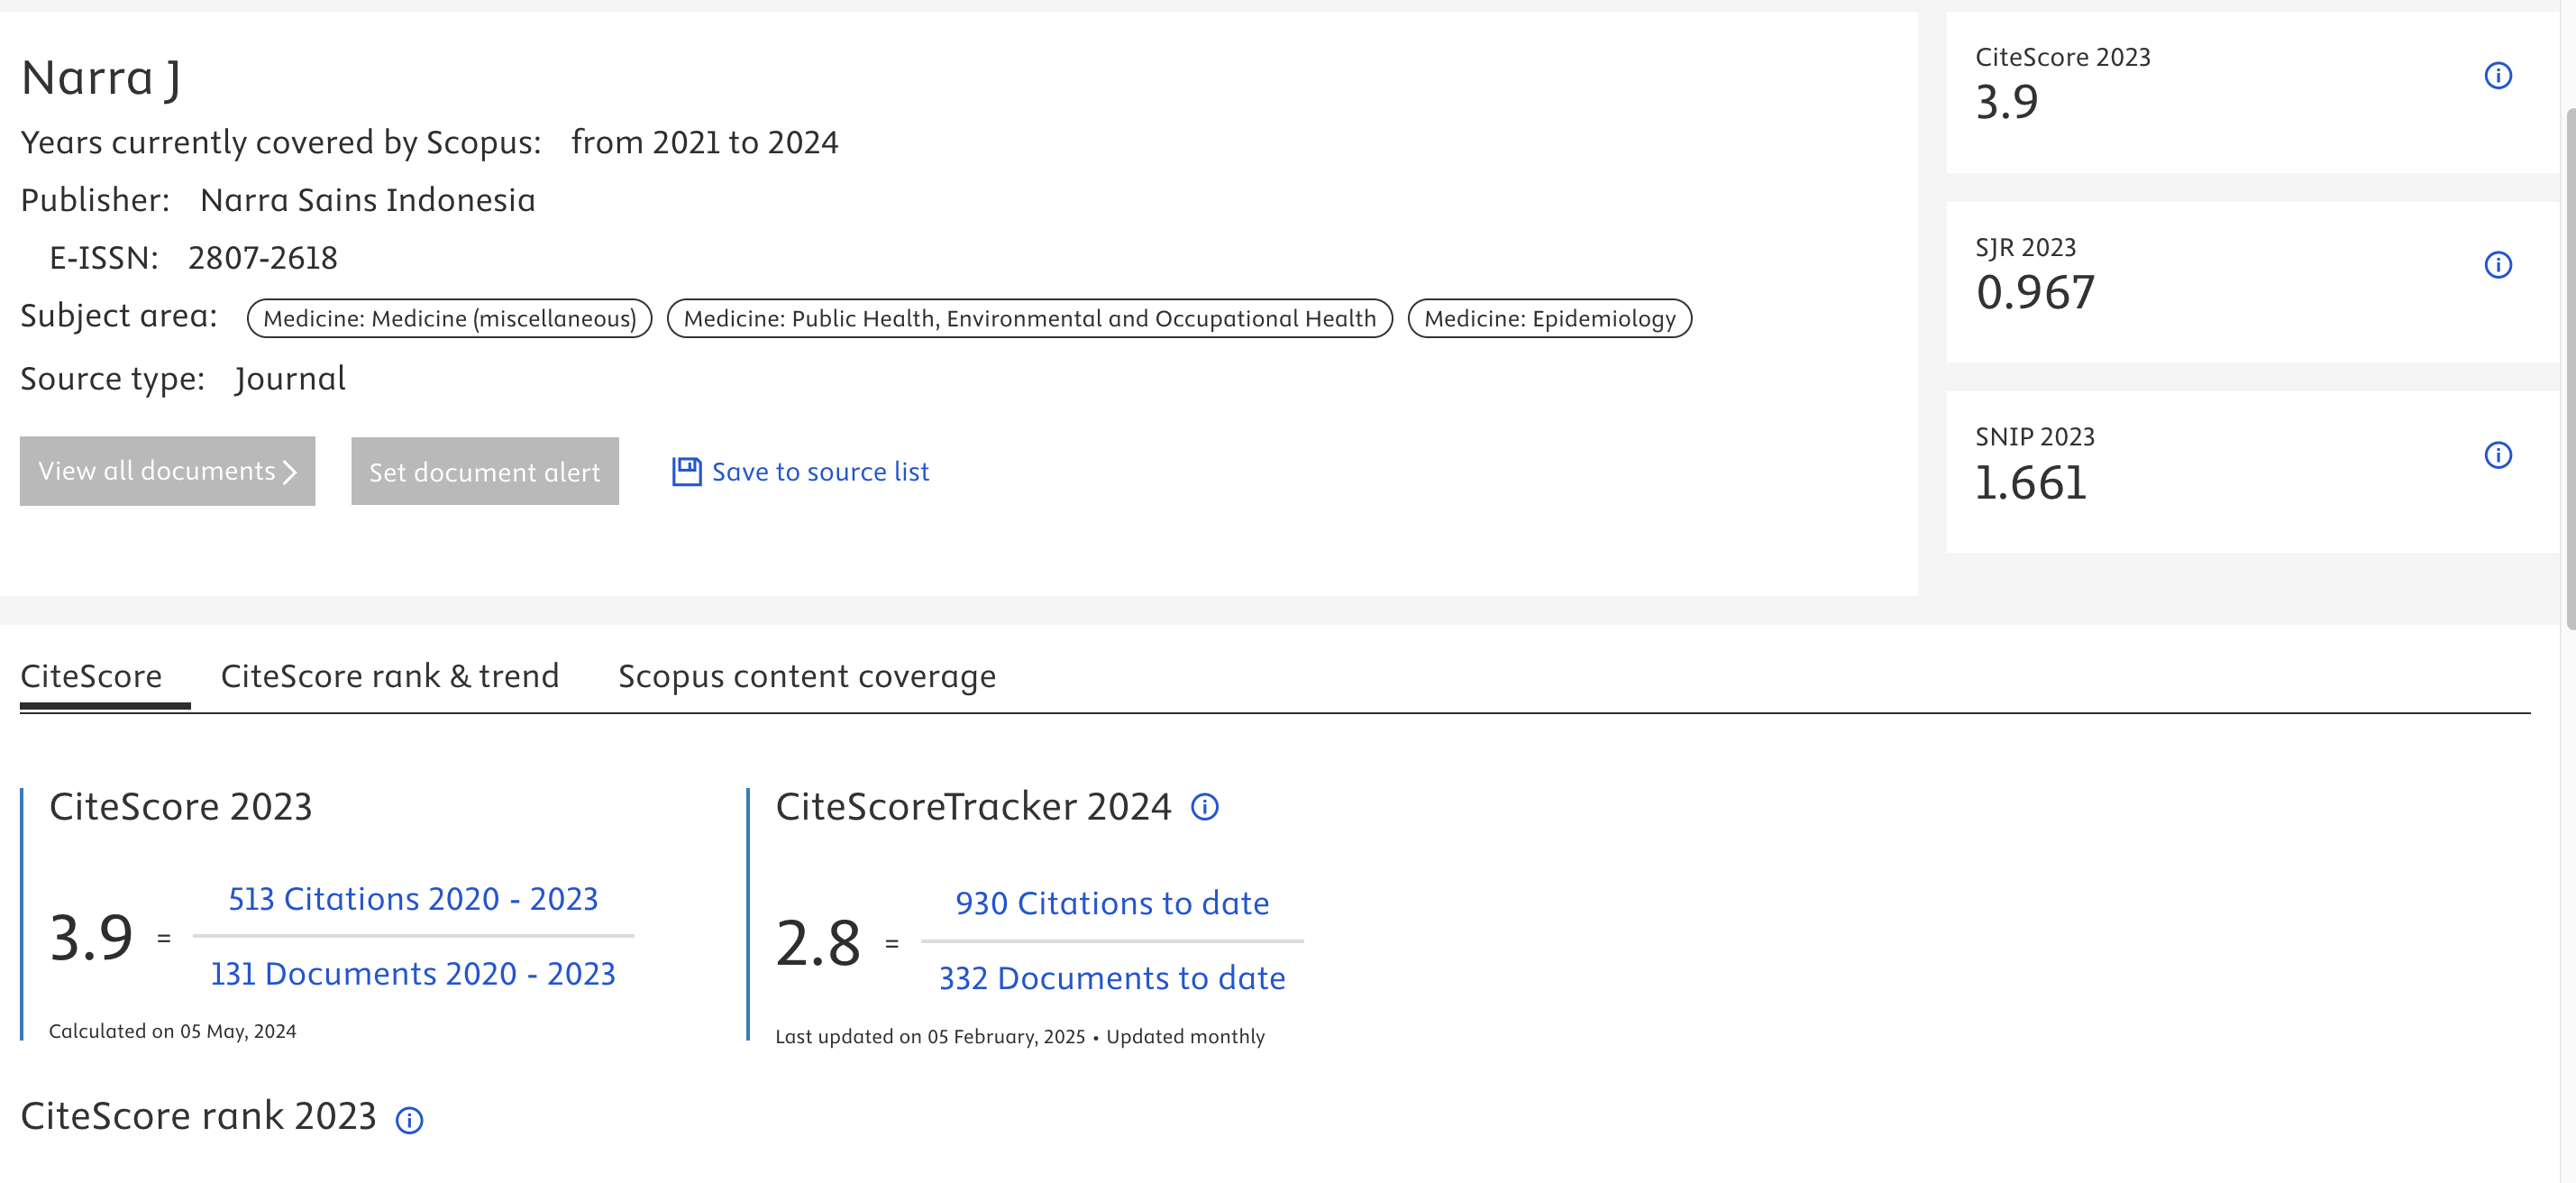 Narra J
Years currently covered by Scopus: from 2021 to 2024
Publisher: Narra Sains Indonesia
E-ISSN: 2807-2618
Subject area: Medicine: Medicine (miscellaneous) Medicine: Public Health, Environmental and Occupational Health Medicine: Epidemiology
Source type: Journal
View all documents Set document alert Save to source list
CiteScore 2023
3.9
SJR 2023
0.967
SNIP 2023
1.661
CiteScore CiteScore rank & trend Scopus content coverage
CiteScore 2023
3.9 =
513 Citations 2020 - 2023
131 Documents 2020 - 2023
Calculated on 05 May, 2024
CiteScoreTracker 2024
2.8 =
930 Citations to date
332 Documents to date
Last updated on 05 February, 2025 • Updated monthly
CiteScore rank 2023